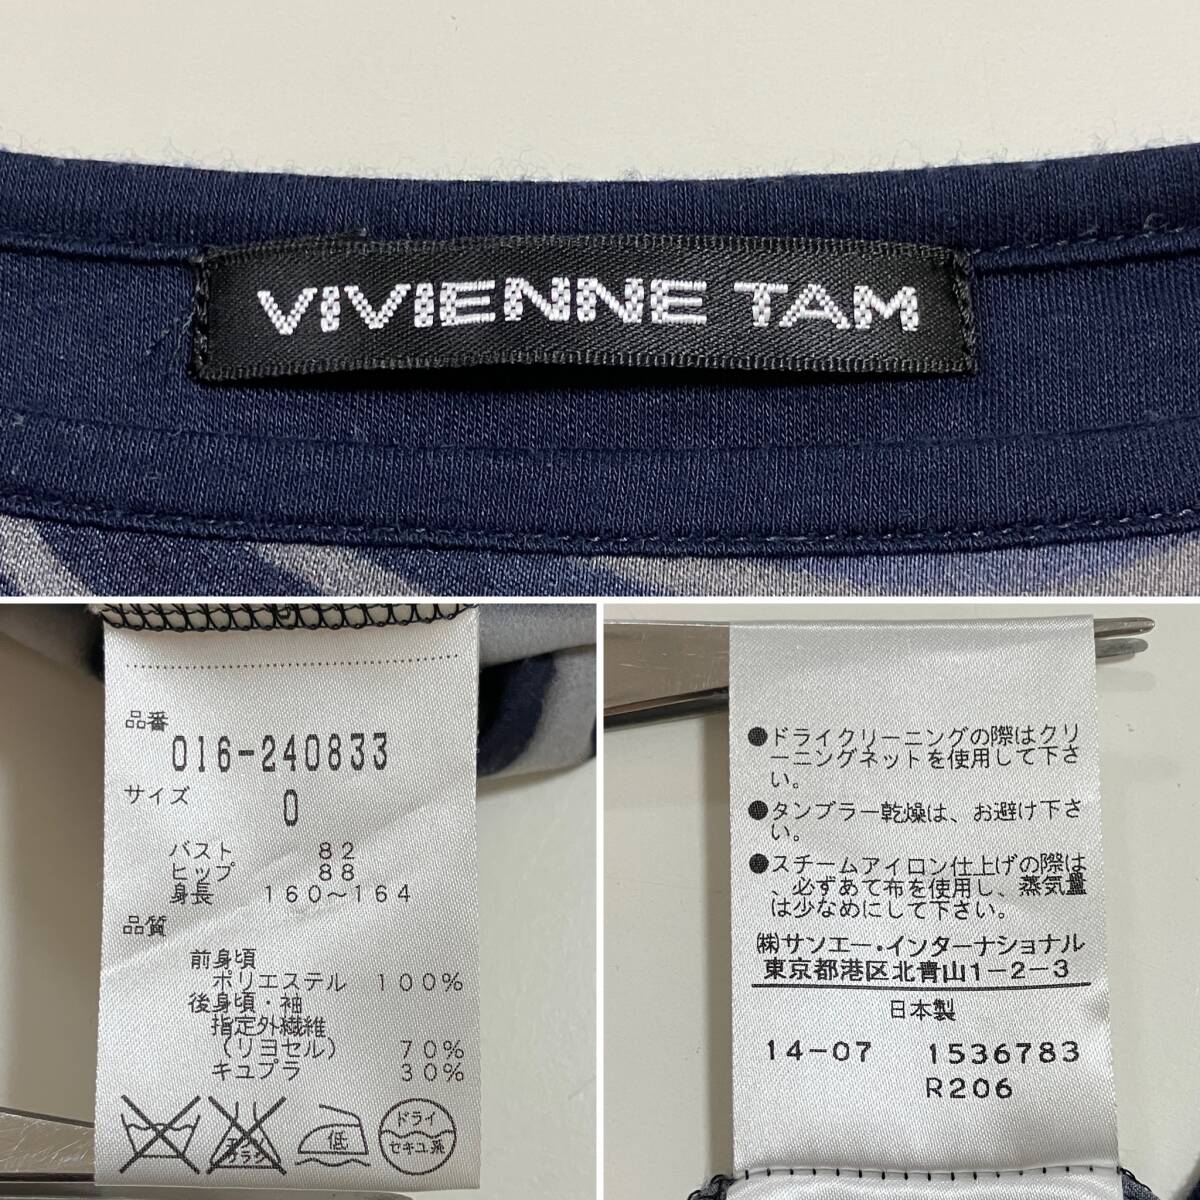 VIVIENNE TAM
品番
016-240833
サイズ
0
バスト 82
ヒップ 88
身長 160～164
品質
前身頃
ポリエステル 100%
後身頃・袖
指定外繊維
(リヨセル) 70%
キュプラ 30%
エンソサラシ
低
ドライ
セキユ系
●ドライクリーニングの際はクリ
ーニングネットを使用して下さ
い。
●タンブラー乾燥は、お避け下さ
い。
●スチームアイロン仕上げの際は
、必ずあて布を使用し、蒸気量
は少なめにして下さい。
㈱サンエー・インターナショナル
東京都港区北青山1-2-3
日本製
14-07 1536783
R206